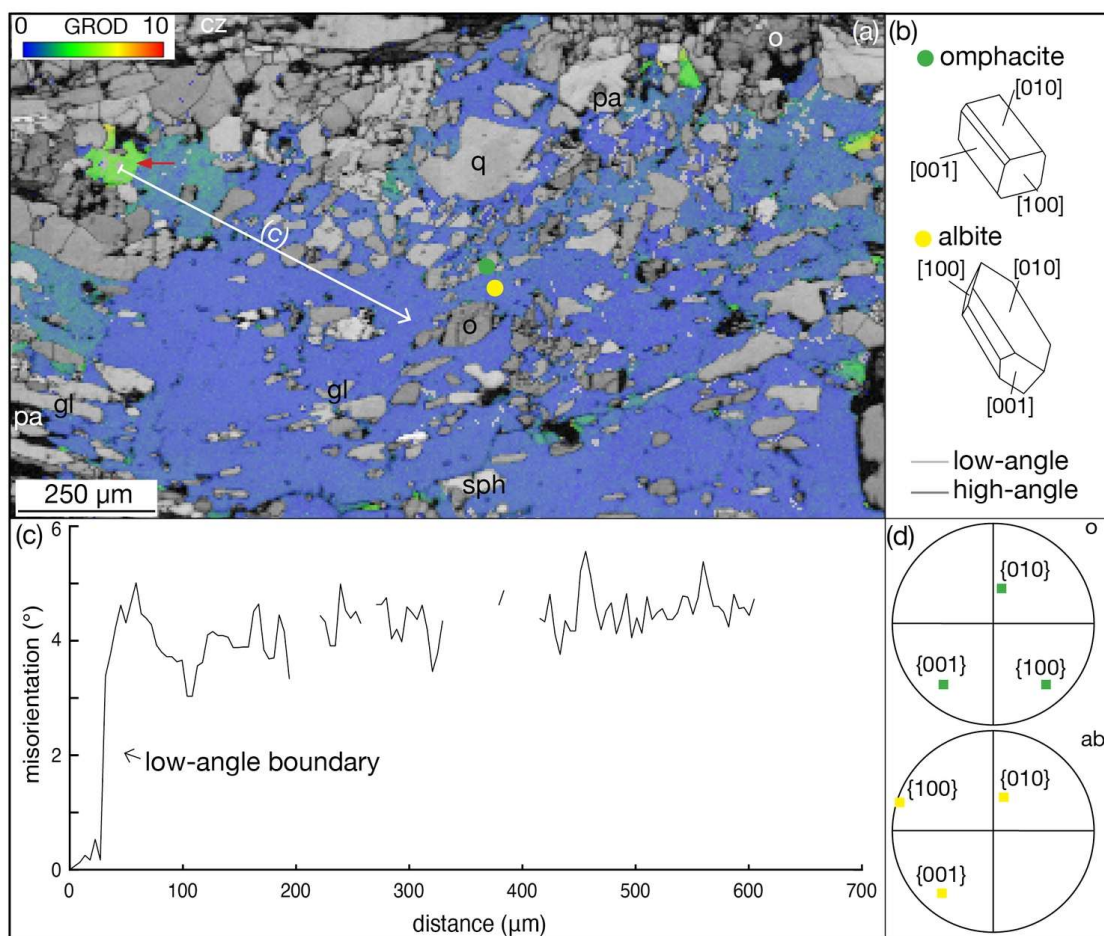 0 GROD 10
cz
o
(a)
pa
q
(c)
o
gl
gl
pa
sph
250 µm
(b)
omphacite
[010]
[001]
[100]
albite
[100]
[010]
[001]
low-angle
high-angle
(c)
6
4
2
0
misorientation (°)
low-angle boundary
0 100 200 300 400 500 600 700
distance (µm)
(d)
o
{010}
{001}
{100}
ab
{100}
{010}
{001}